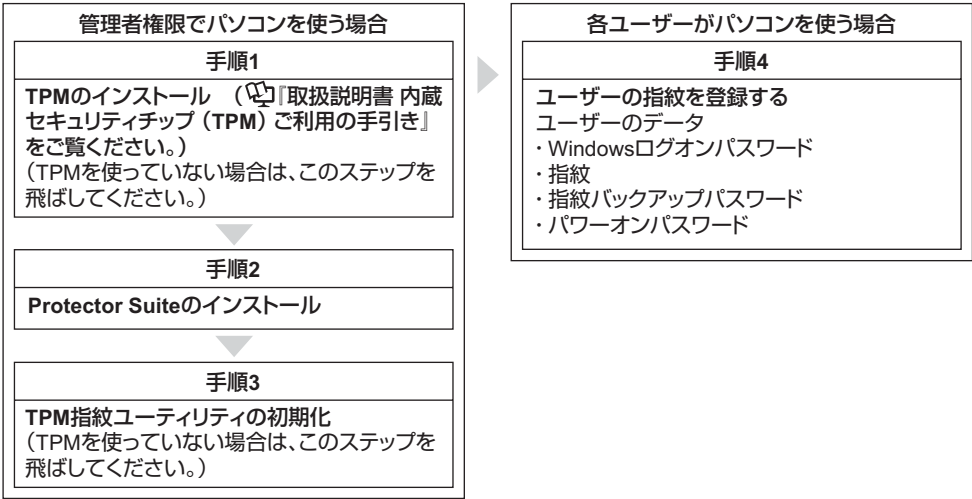 管理者権限でパソコンを使う場合
手順1
TPMのインストール （『取扱説明書 内蔵
セキュリティチップ（TPM）ご利用の手引き』
をご覧ください。）
（TPMを使っていない場合は、このステップを
飛ばしてください。）
手順2
Protector Suiteのインストール
手順3
TPM指紋ユーティリティの初期化
（TPMを使っていない場合は、このステップを
飛ばしてください。）
各ユーザーがパソコンを使う場合
手順4
ユーザーの指紋を登録する
ユーザーのデータ
・Windowsログオンパスワード
・指紋
・指紋バックアップパスワード
・パワーオンパスワード